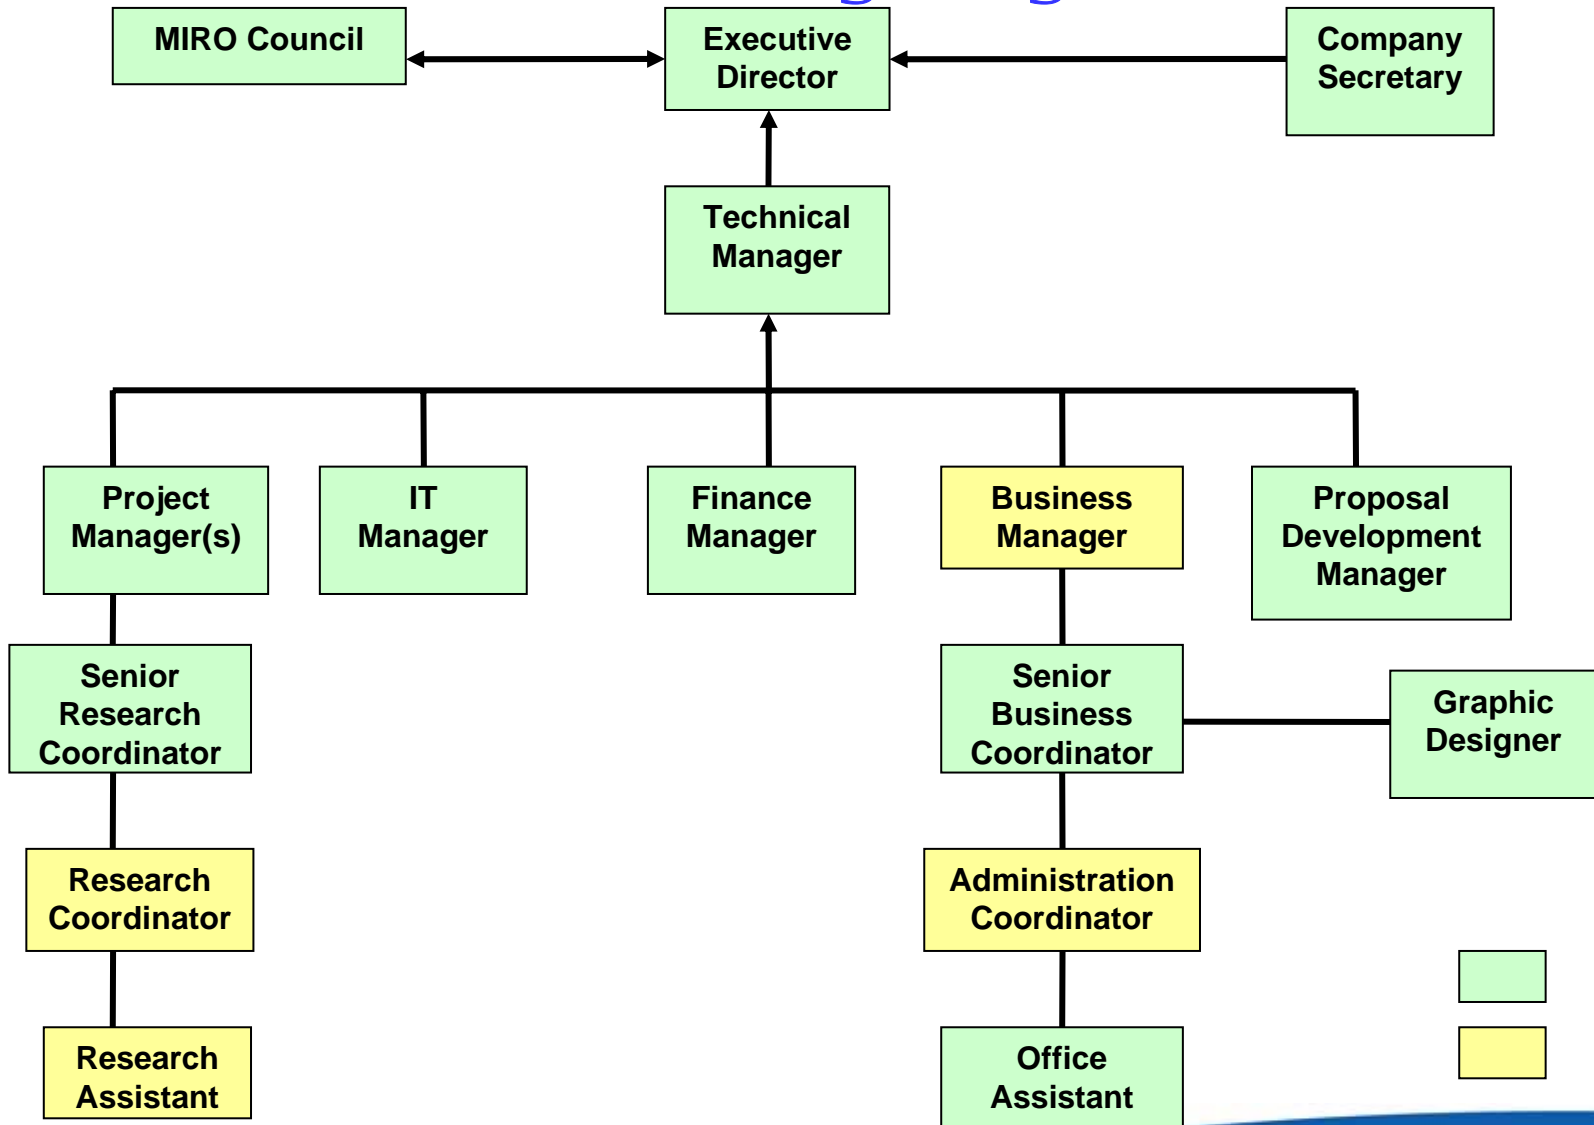 MIRO Council
Executive
Director
Company
Secretary
Technical
Manager
Project
Manager(s)
IT
Manager
Finance
Manager
Business
Manager
Proposal
Development
Manager
Senior
Research
Coordinator
Senior
Business
Coordinator
Graphic
Designer
Research
Coordinator
Administration
Coordinator
Research
Assistant
Office
Assistant